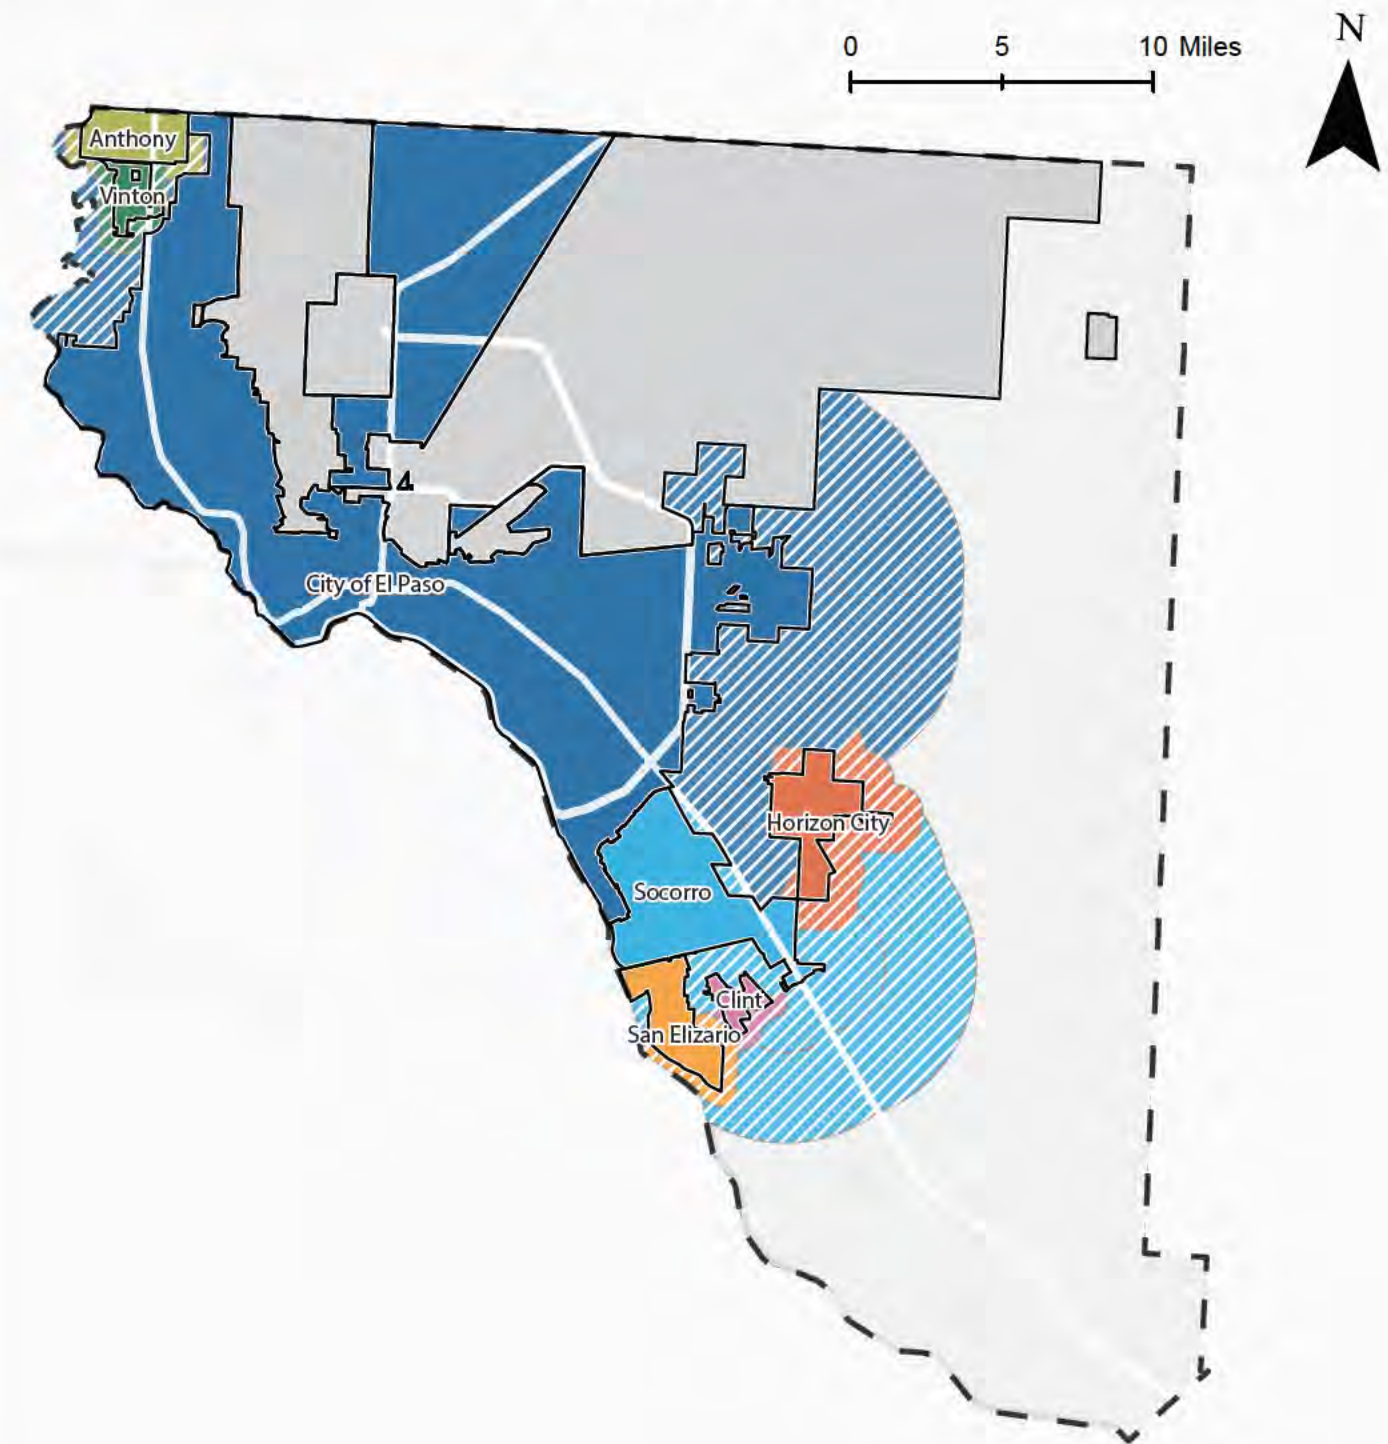 N
0 5 10 Miles
Anthony
Vinton
City of El Paso
Horizon City
Socorro
Clint
San Elizario